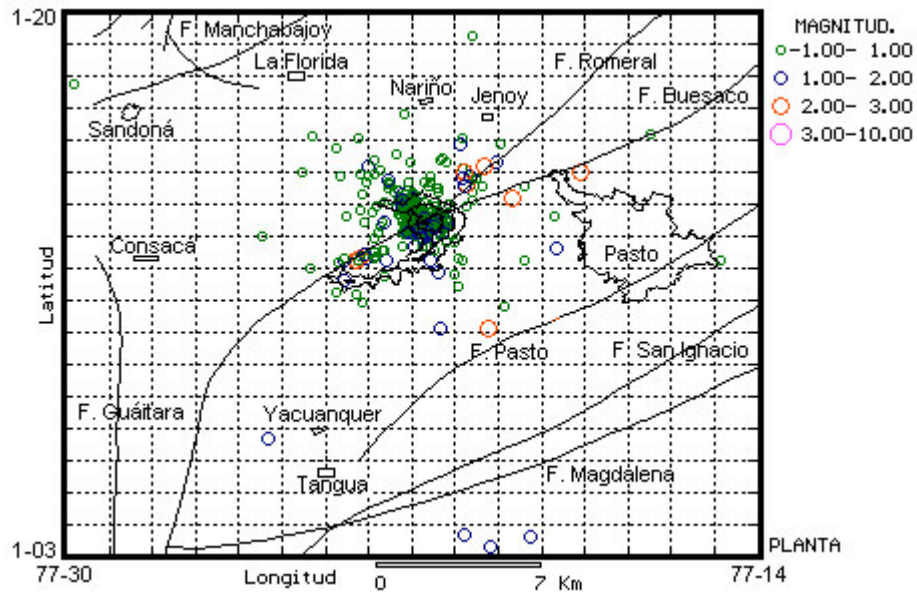 1-20
F. Manchabajoy
MAGNITUD.
-1.00- 1.00
1.00- 2.00
2.00- 3.00
3.00-10.00
La Florida
F. Romeral
Nariño
Jenoy
F. Buesaco
Sandoná
Consacá
Pasto
Latitud
F. Pasto
F. San Ignacio
F. Guáitara
Yacuanquer
Tangua
F. Magdalena
1-03
PLANTA
77-30
Longitud
0
7 Km
77-14